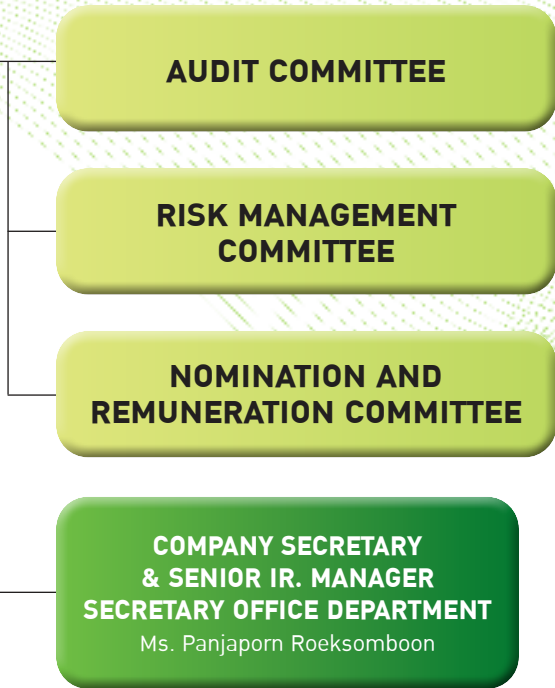 AUDIT COMMITTEE
RISK MANAGEMENT
COMMITTEE
NOMINATION AND
REMUNERATION COMMITTEE
COMPANY SECRETARY
& SENIOR IR. MANAGER
SECRETARY OFFICE DEPARTMENT
Ms. Panjaporn Roeksomboon